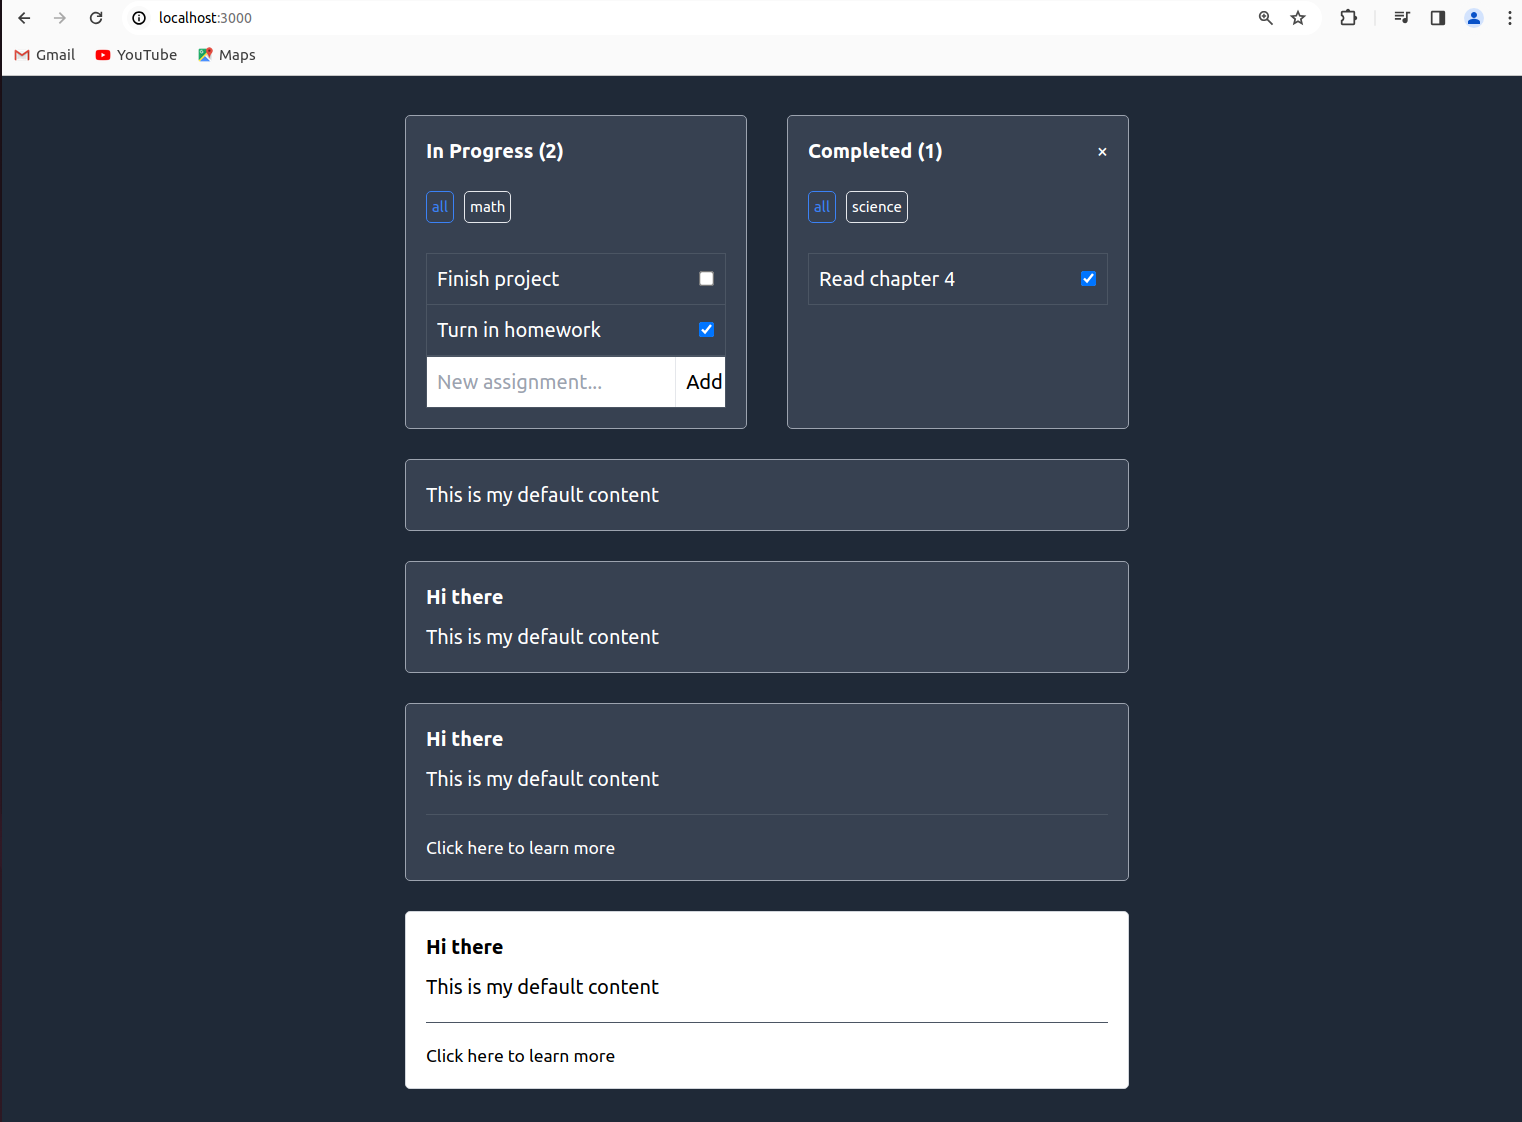 localhost:3000
Gmail YouTube Maps
In Progress (2)
all math
Finish project
Turn in homework
New assignment... Add
Completed (1) ×
all science
Read chapter 4
This is my default content
Hi there
This is my default content
Hi there
This is my default content
Click here to learn more
Hi there
This is my default content
Click here to learn more